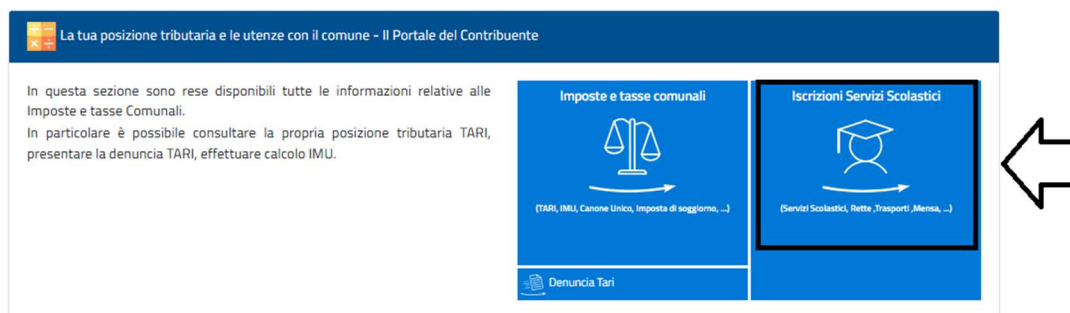 La tua posizione tributaria e le utenze con il comune - Il Portale del Contribuente
In questa sezione sono rese disponibili tutte le informazioni relative alle
Imposte e tasse Comunali.
In particolare è possibile consultare la propria posizione tributaria TARI,
presentare la denuncia TARI, effettuare calcolo IMU.
Imposte e tasse comunali
(TARI, IMU, Canone Unico, Imposta di soggiorno, ...)
Denuncia Tari
Iscrizioni Servizi Scolastici
(Servizi Scolastici, Rette ,Trasporti ,Mensa, ...)